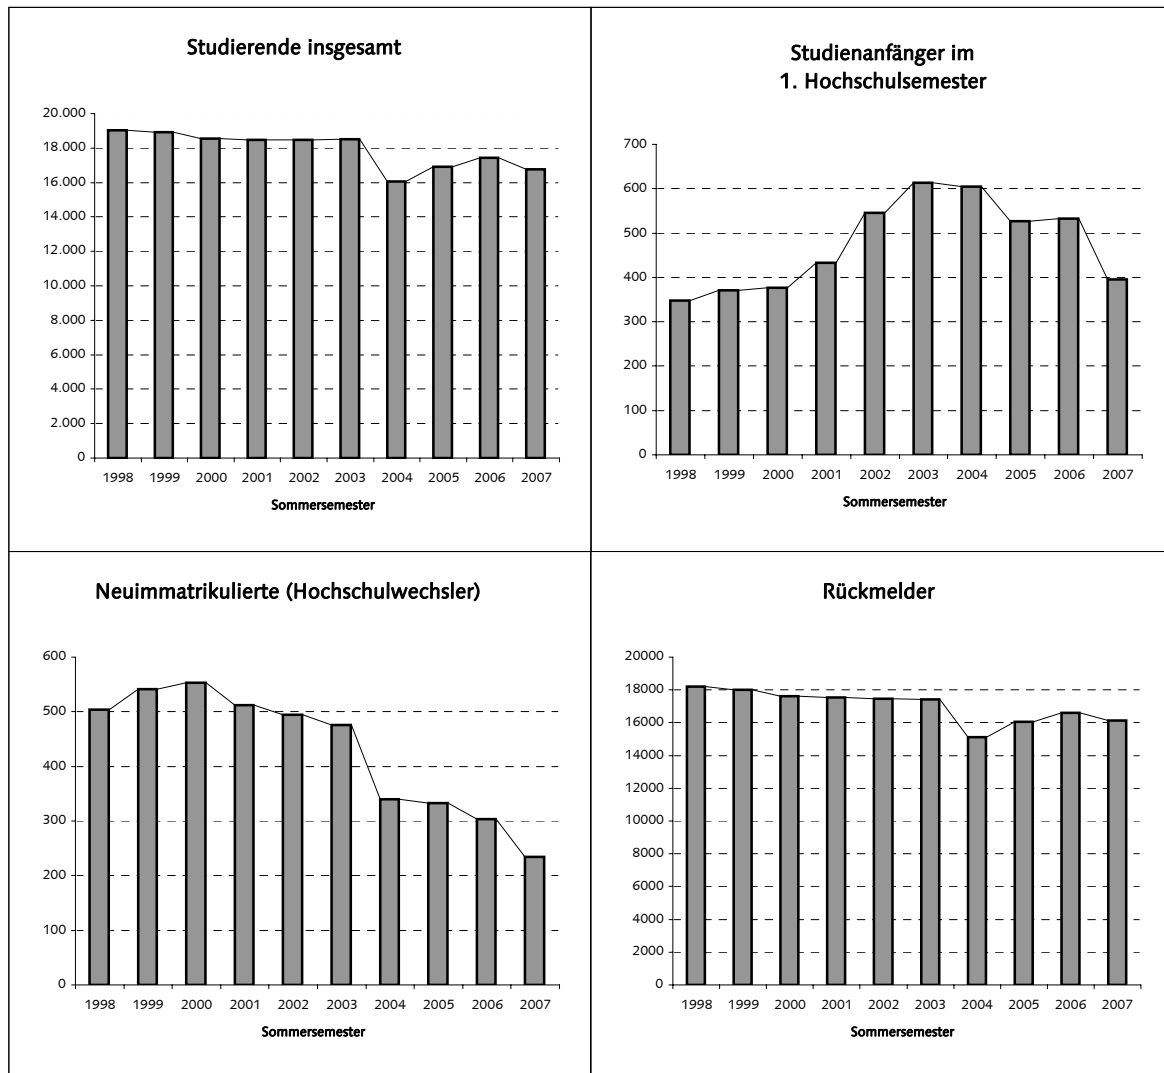 Studierende insgesamt
20.000
18.000
16.000
14.000
12.000
10.000
8.000
6.000
4.000
2.000
0
1998 1999 2000 2001 2002 2003 2004 2005 2006 2007
Sommersemester
Studienanfänger im
1. Hochschulsemester
700
600
500
400
300
200
100
0
1998 1999 2000 2001 2002 2003 2004 2005 2006 2007
Sommersemester
Neuimmatrikulierte (Hochschulwechsler)
600
500
400
300
200
100
0
1998 1999 2000 2001 2002 2003 2004 2005 2006 2007
Sommersemester
Rückmelder
20000
18000
16000
14000
12000
10000
8000
6000
4000
2000
0
1998 1999 2000 2001 2002 2003 2004 2005 2006 2007
Sommersemester